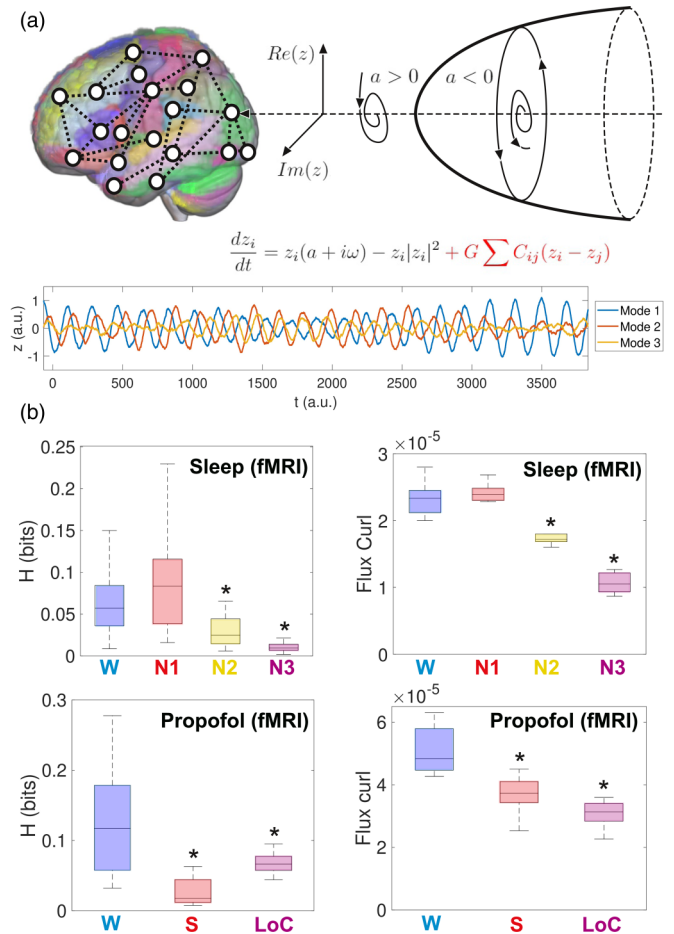 (a)
Re(z)
a > 0
a < 0
Im(z)
dz_i/dt = z_i(a + iω) − z_i|z_i|² + G ∑ C_ij(z_i − z_j)
z (a.u.)
1
0
-1
0 500 1000 1500 2000 2500 3000 3500
t (a.u.)
Mode 1
Mode 2
Mode 3
(b)
Sleep (fMRI)
H (bits)
0.25
0.2
0.15
0.1
0.05
0
* *
W N1 N2 N3
×10^-5
Sleep (fMRI)
Flux Curl
3
2
1
0
* *
W N1 N2 N3
Propofol (fMRI)
H (bits)
0.3
0.2
0.1
0
* *
W S LoC
×10^-5
Propofol (fMRI)
Flux curl
6
4
2
0
* *
W S LoC